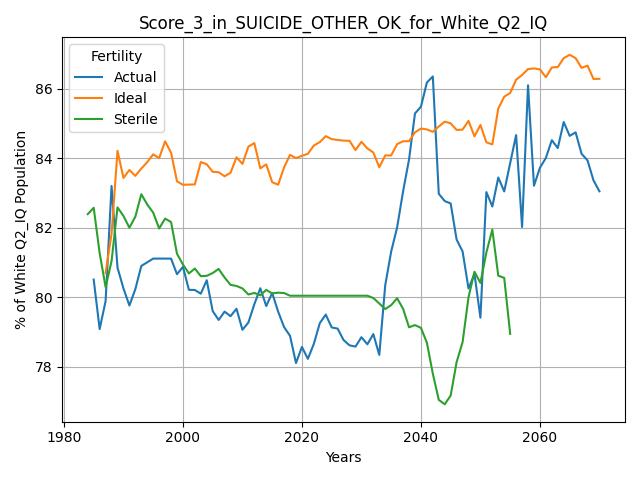 Score_3_in_SUICIDE_OTHER_OK_for_White_Q2_IQ
Fertility
Actual
Ideal
Sterile
% of White Q2_IQ Population
86
84
82
80
78
1980
2000
2020
2040
2060
Years